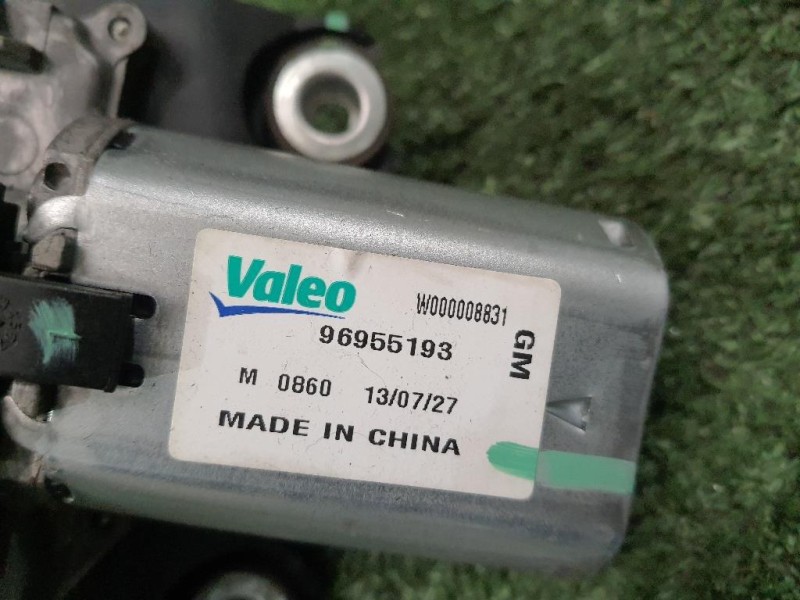 Valeo
W000008831
96955193
GM
M 0860 13/07/27
MADE IN CHINA